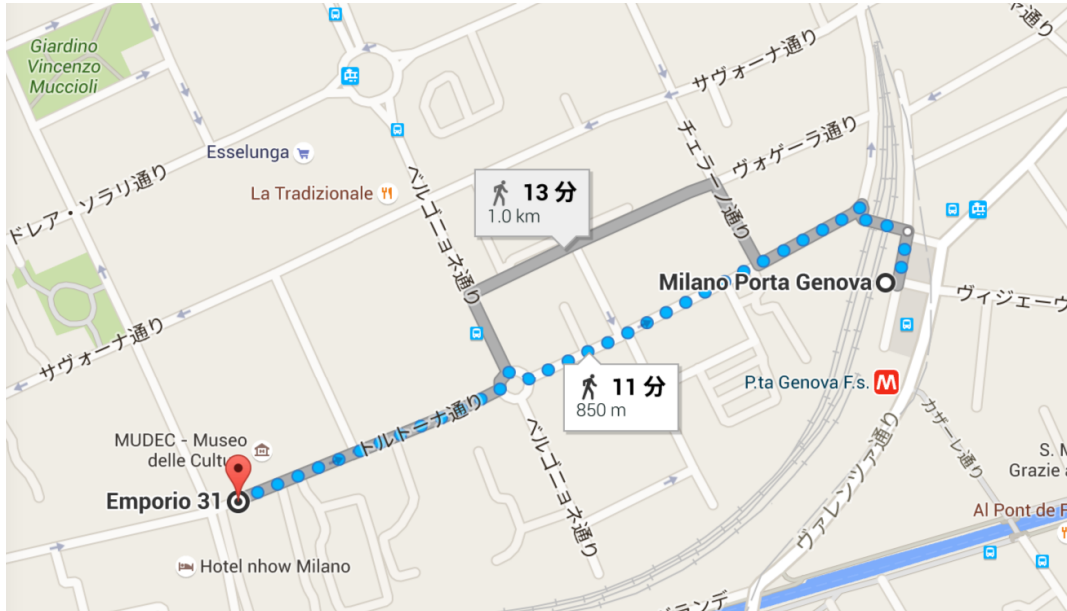 Giardino
Vincenzo
Muccioli
サヴォーナ通り
Esselunga
チェラーノ通り
ヴォゲーラ通り
ドレア・ソラリ通り
La Tradizionale
ベルゴニョネ通り
13 分
1.0 km
Milano Porta Genova
ヴィジェーヴ
サヴォーナ通り
11 分
850 m
P.ta Genova F.s.
M
トルトーナ通り
カザーレ通り
MUDEC - Museo
delle Cultu
ベルゴニョネ通り
ヴァレンツァ通り
S. M
Grazie a
Emporio 31
Al Pont de F
Hotel nhow Milano
グランデ